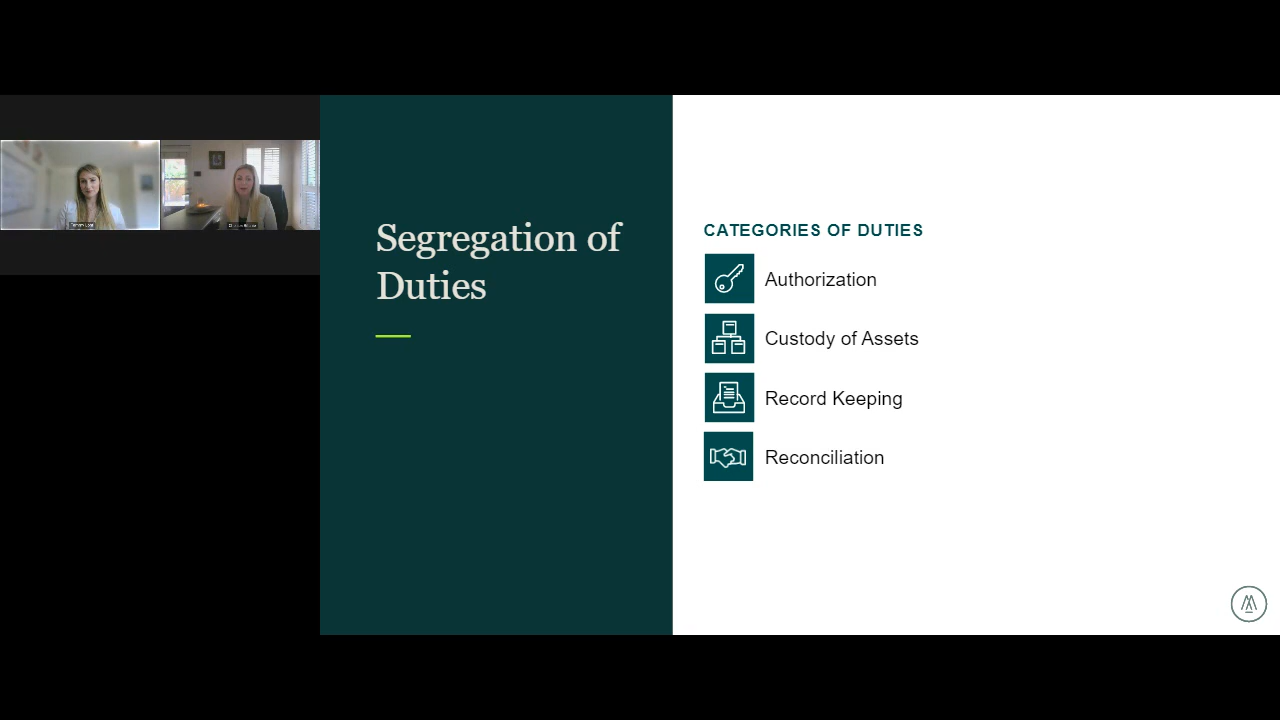 Segregation of
Duties
CATEGORIES OF DUTIES
Authorization
Custody of Assets
Record Keeping
Reconciliation